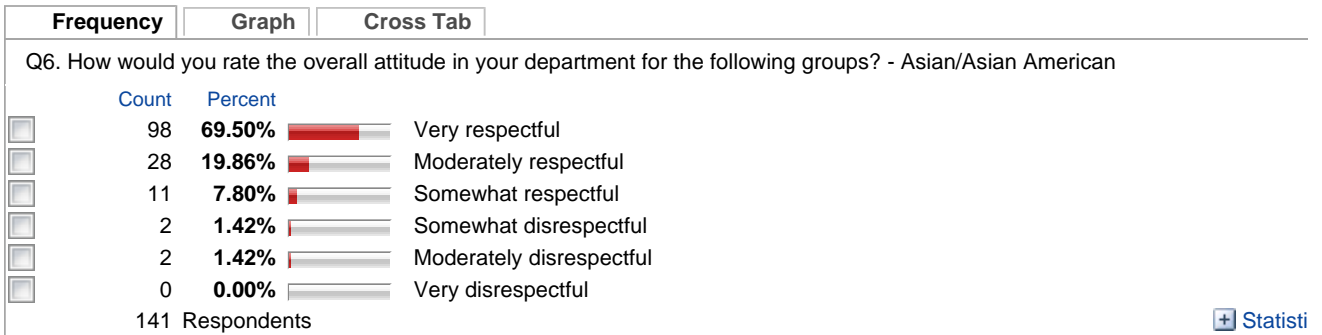 Frequency Graph Cross Tab
Q6. How would you rate the overall attitude in your department for the following groups? - Asian/Asian American
Count Percent
98 69.50% Very respectful
28 19.86% Moderately respectful
11 7.80% Somewhat respectful
2 1.42% Somewhat disrespectful
2 1.42% Moderately disrespectful
0 0.00% Very disrespectful
141 Respondents Statisti